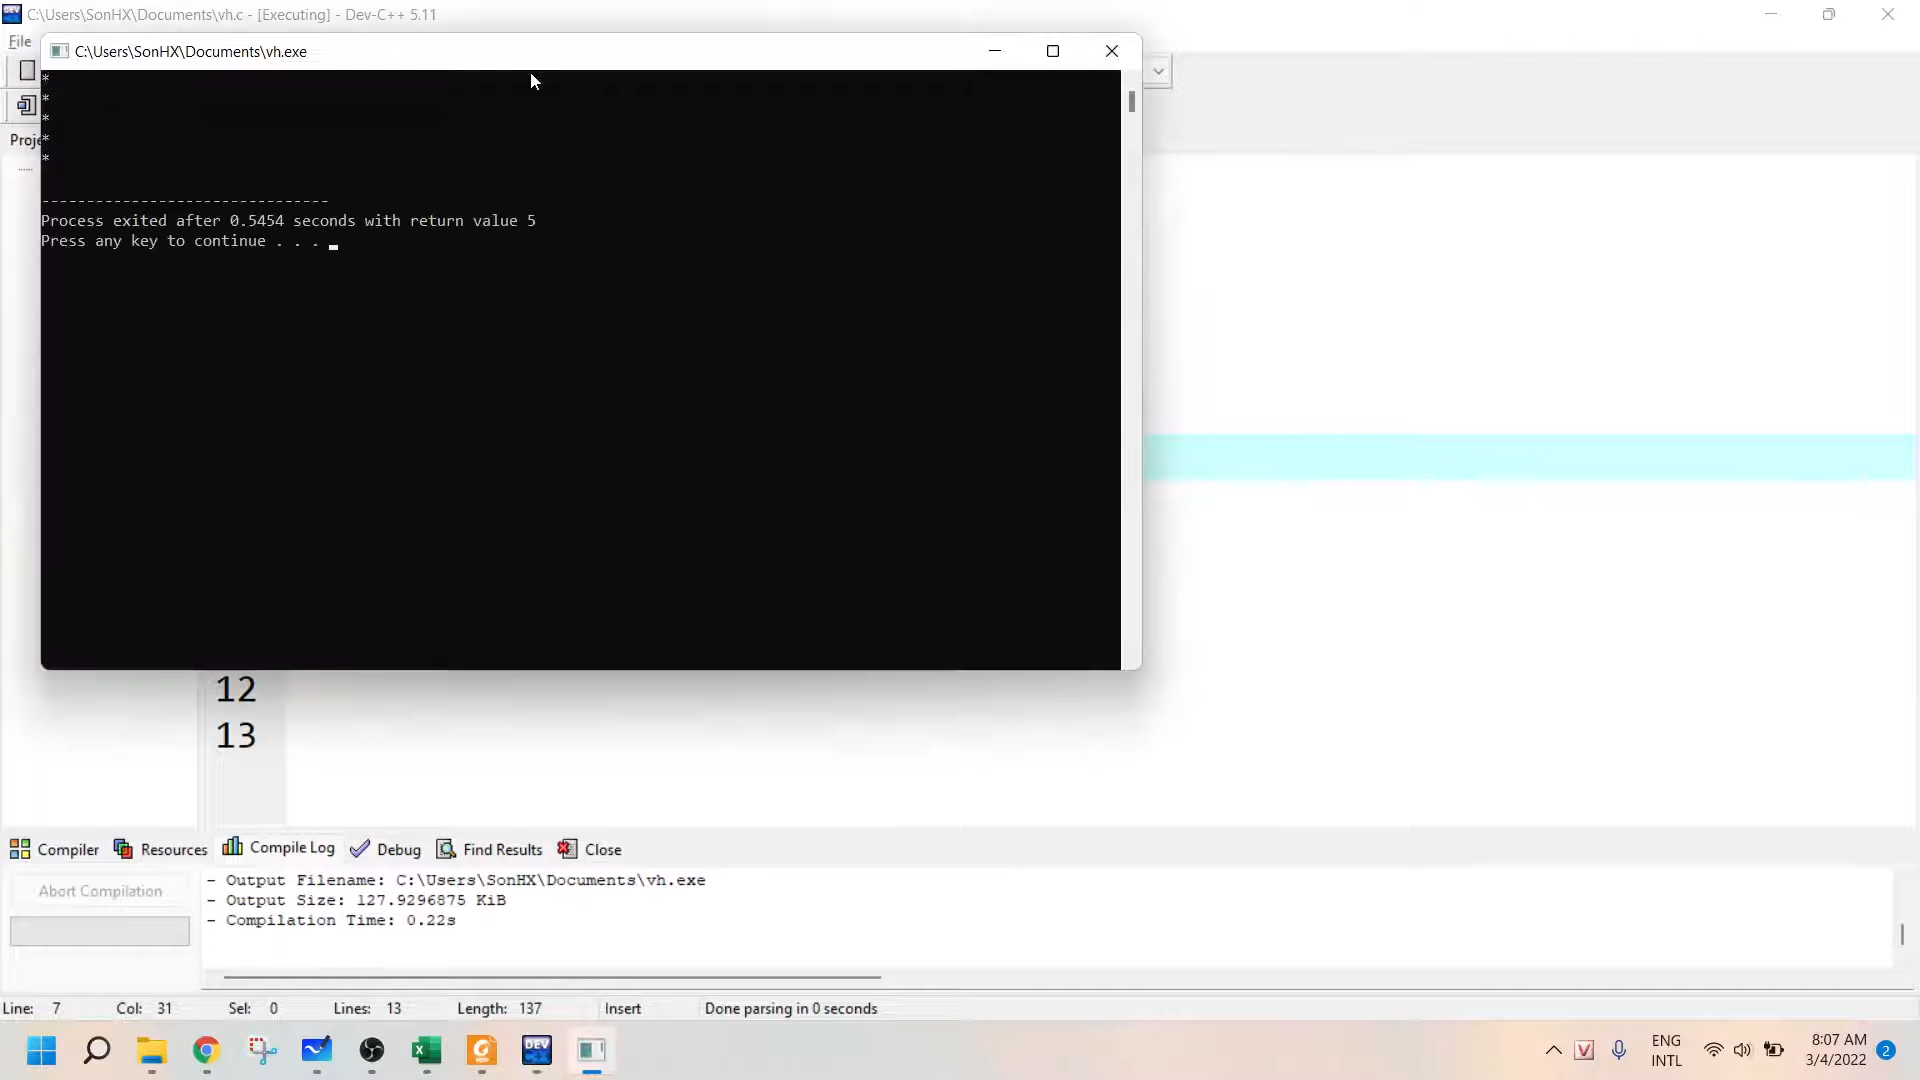 C:\Users\SonHX\Documents\vh.c - [Executing] - Dev-C++ 5.11
File
C:\Users\SonHX\Documents\vh.exe
Proje
*
*
*
*
*
--------------------------------
Process exited after 0.5454 seconds with return value 5
Press any key to continue . . .
12
13
Compiler Resources Compile Log Debug Find Results Close
Abort Compilation
- Output Filename: C:\Users\SonHX\Documents\vh.exe
- Output Size: 127.9296875 KiB
- Compilation Time: 0.22s
Line: 7 Col: 31 Sel: 0 Lines: 13 Length: 137 Insert Done parsing in 0 seconds
DEV
V
ENG
INTL
8:07 AM
3/4/2022
2